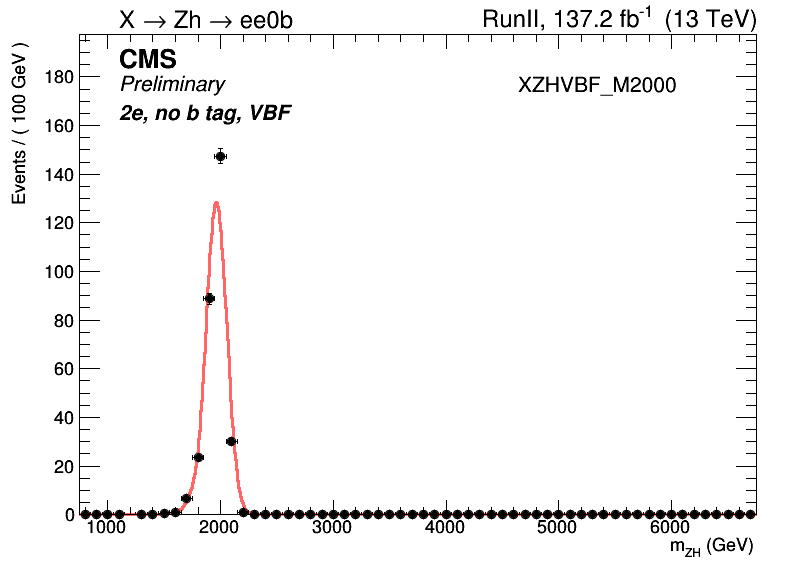 X → Zh → ee0b
RunII, 137.2 fb⁻¹ (13 TeV)
CMS
Preliminary
2e, no b tag, VBF
XZHVBF_M2000
Events / ( 100 GeV )
180
160
140
120
100
80
60
40
20
0
1000 2000 3000 4000 5000 6000
m_ZH (GeV)